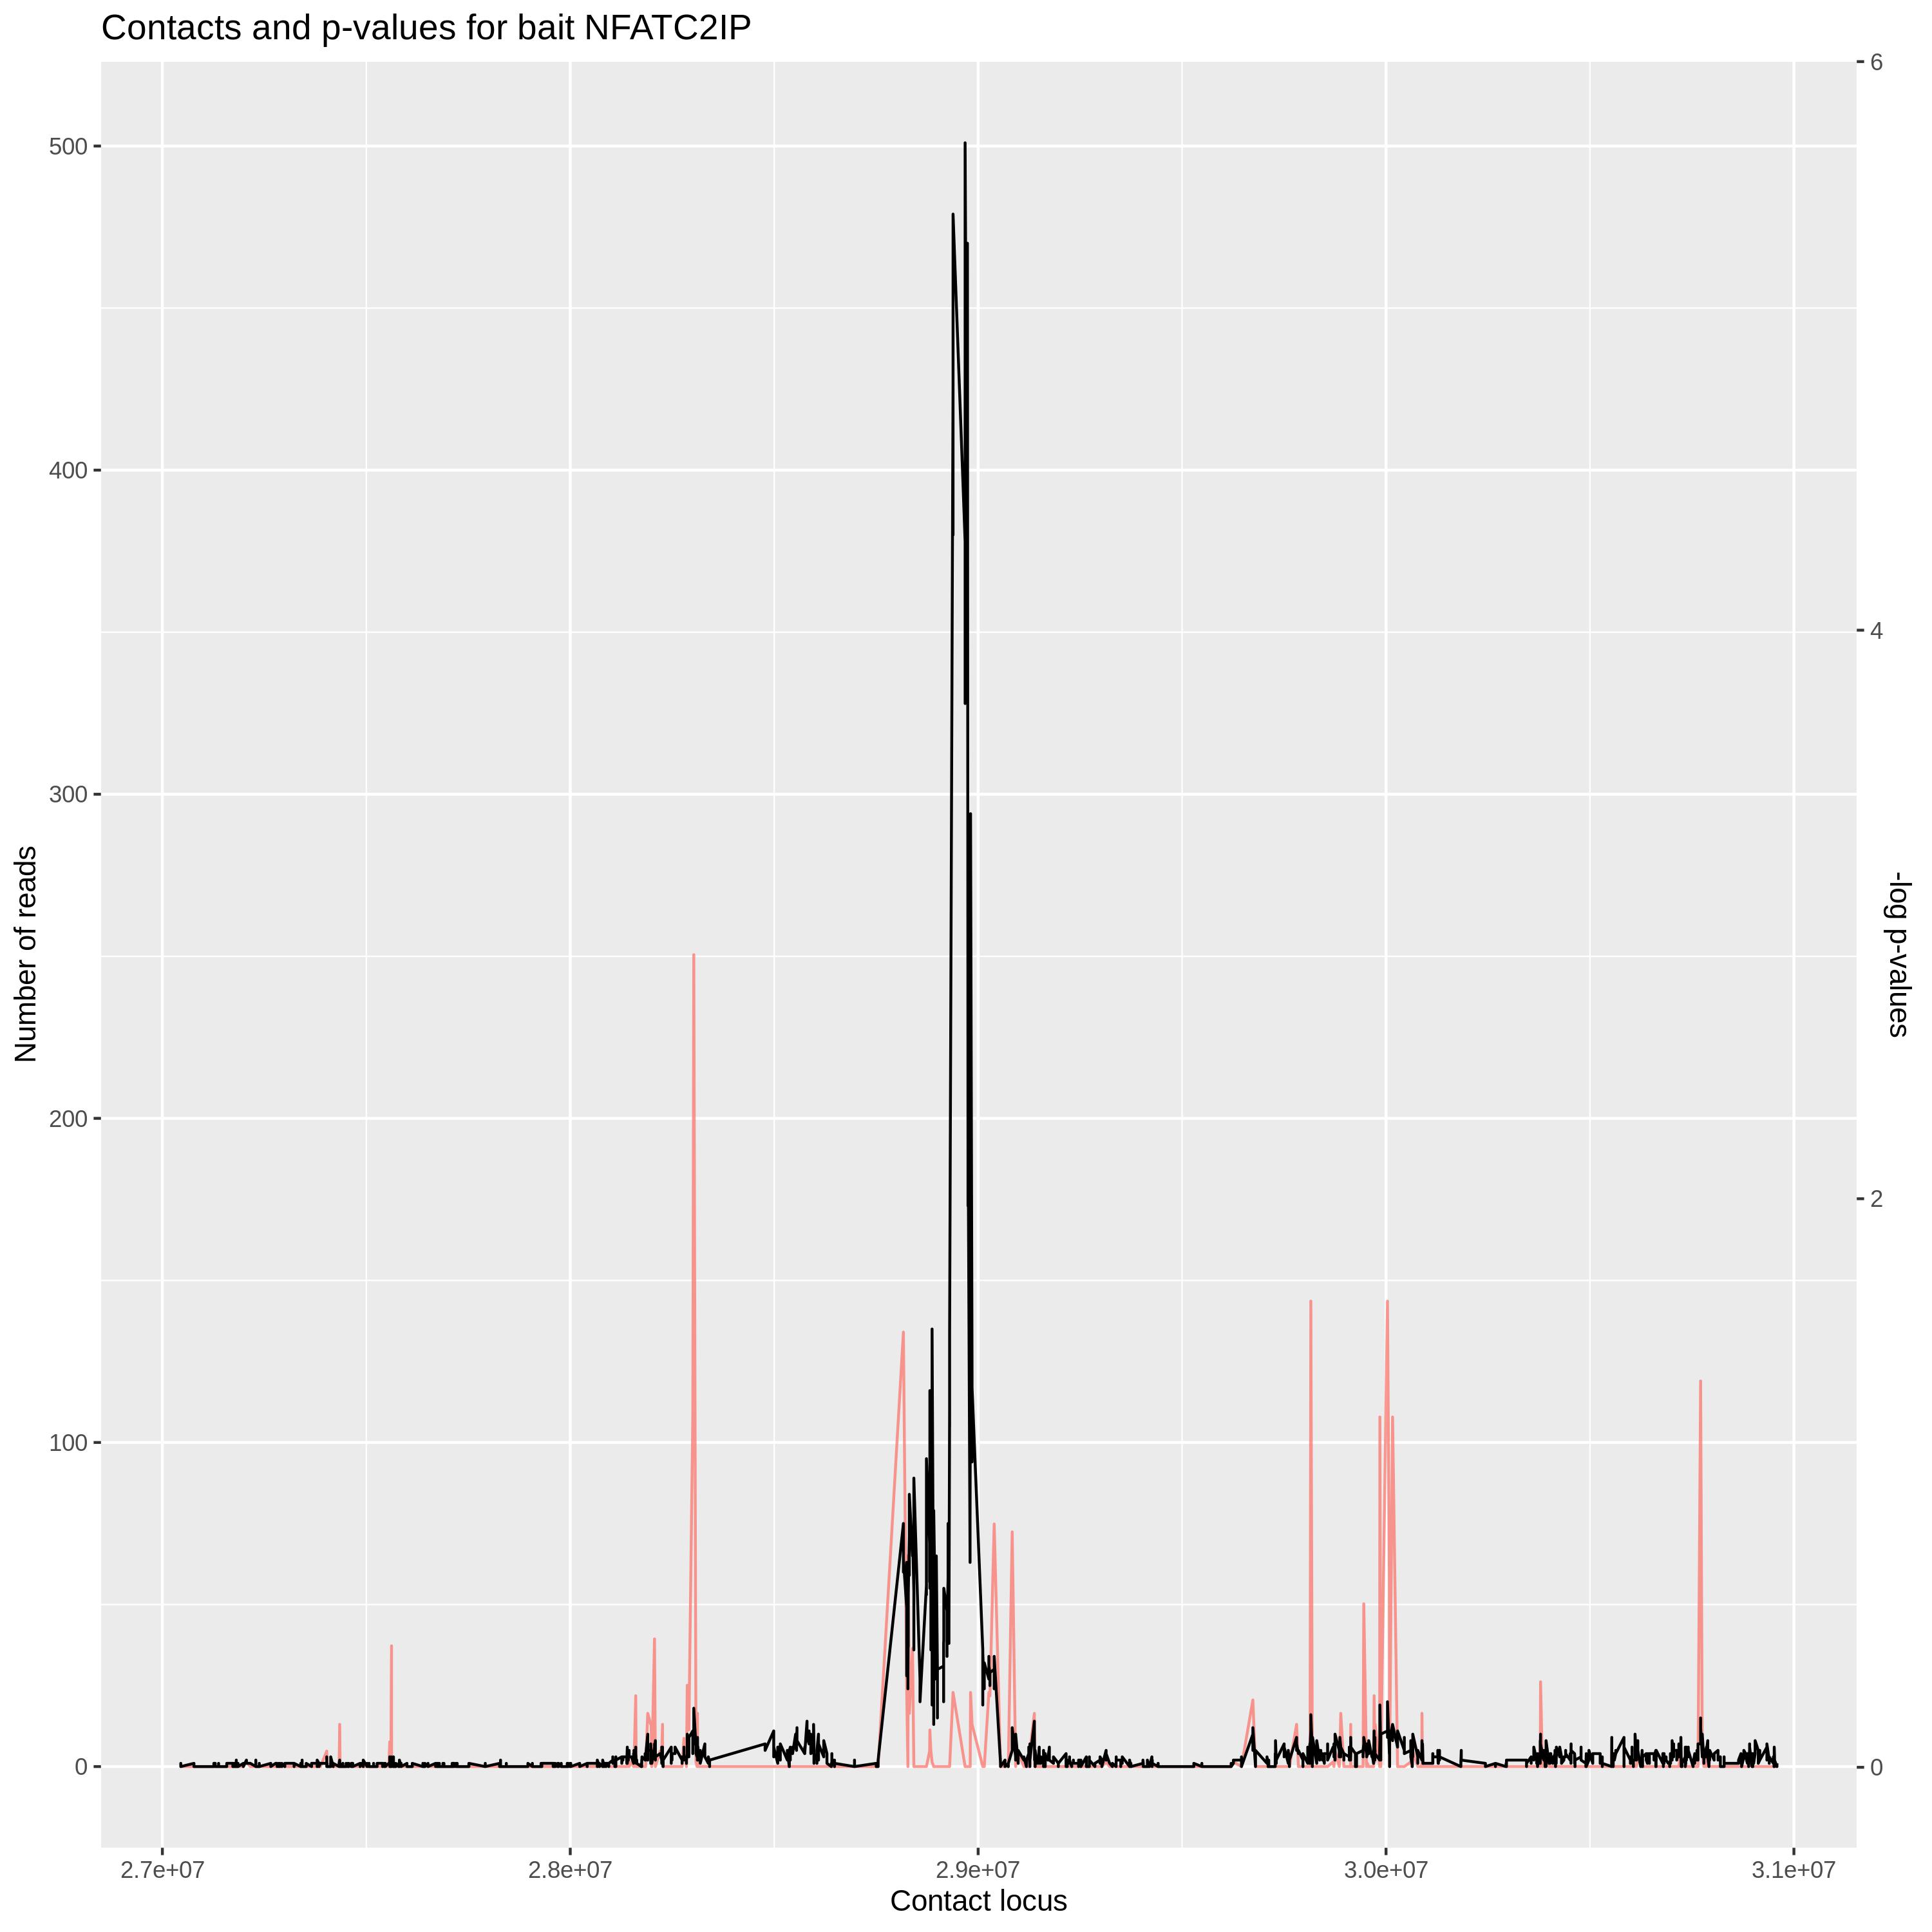 Contacts and p-values for bait NFATC2IP
6
500
400
4
300
Number of reads
-log p-values
200
2
100
0
0
2.7e+07
2.8e+07
2.9e+07
3.0e+07
3.1e+07
Contact locus